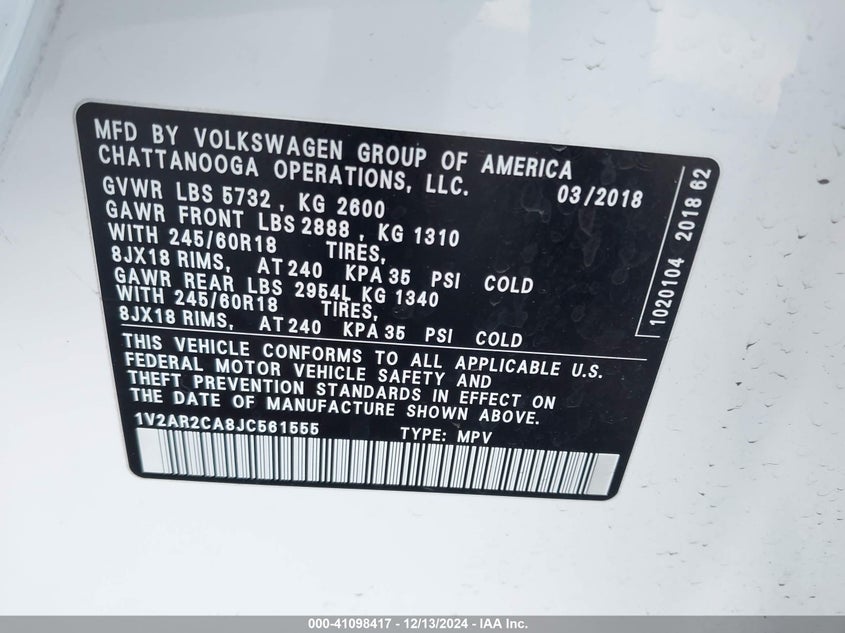 MFD BY VOLKSWAGEN GROUP OF AMERICA
CHATTANOOGA OPERATIONS, LLC.
03/2018
GVWR LBS 5732 , KG 2600
GAWR FRONT LBS 2888 , KG 1310
WITH 245/60R18 TIRES,
8JX18 RIMS, AT 240 KPA 35 PSI COLD
GAWR REAR LBS 2954L KG 1340
WITH 245/60R18 TIRES,
8JX18 RIMS, AT 240 KPA 35 PSI COLD
THIS VEHICLE CONFORMS TO ALL APPLICABLE U.S.
FEDERAL MOTOR VEHICLE SAFETY AND
THEFT PREVENTION STANDARDS IN EFFECT ON
THE DATE OF MANUFACTURE SHOWN ABOVE.
1V2AR2CA8JC561555 TYPE: MPV
1020104 2018 62
000-41098417 - 12/13/2024 - IAA Inc.